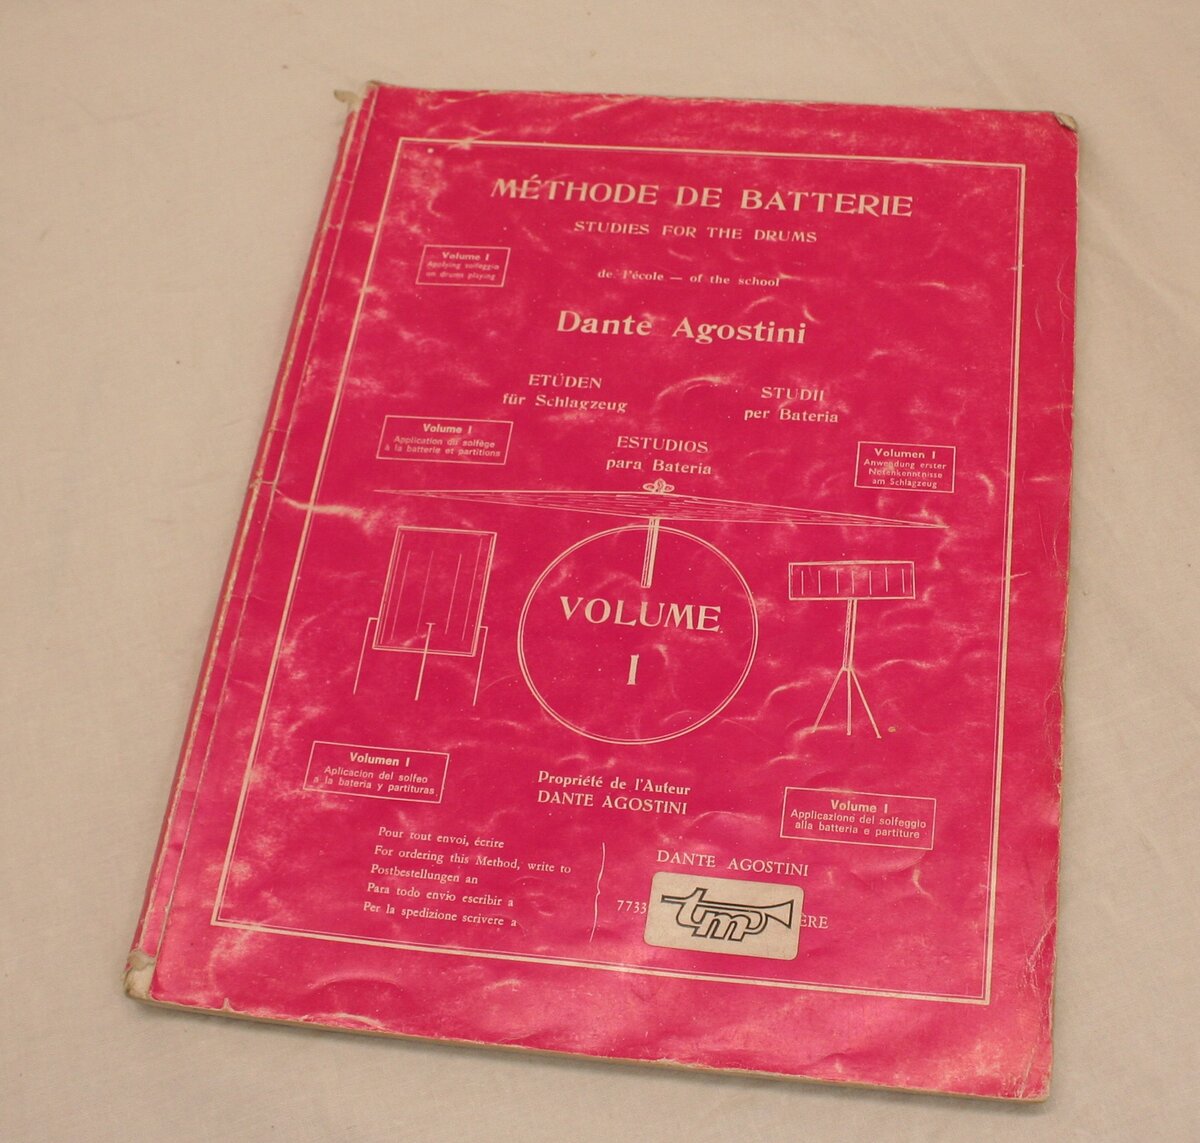 MÉTHODE DE BATTERIE
STUDIES FOR THE DRUMS
Volume I
Applying solfeggio
on drums playing
de l'école — of the school
Dante Agostini
ETÜDEN
für Schlagzeug
STUDII
per Bateria
ESTUDIOS
para Bateria
Volume I
Application du solfège
à la batterie et partitions
Volumen I
Anwendung erster
Notenkenntnisse
am Schlagzeug
VOLUME
I
Volumen I
Aplicacion del solfeo
a la bateria y partituras
Propriété de l'Auteur
DANTE AGOSTINI
Volume I
Applicazione del solfeggio
alla batteria e partiture
Pour tout envoi, écrire
For ordering this Method, write to
Postbestellungen an
Para todo envio escribir a
Per la spedizione scrivere a
DANTE AGOSTINI
tmp